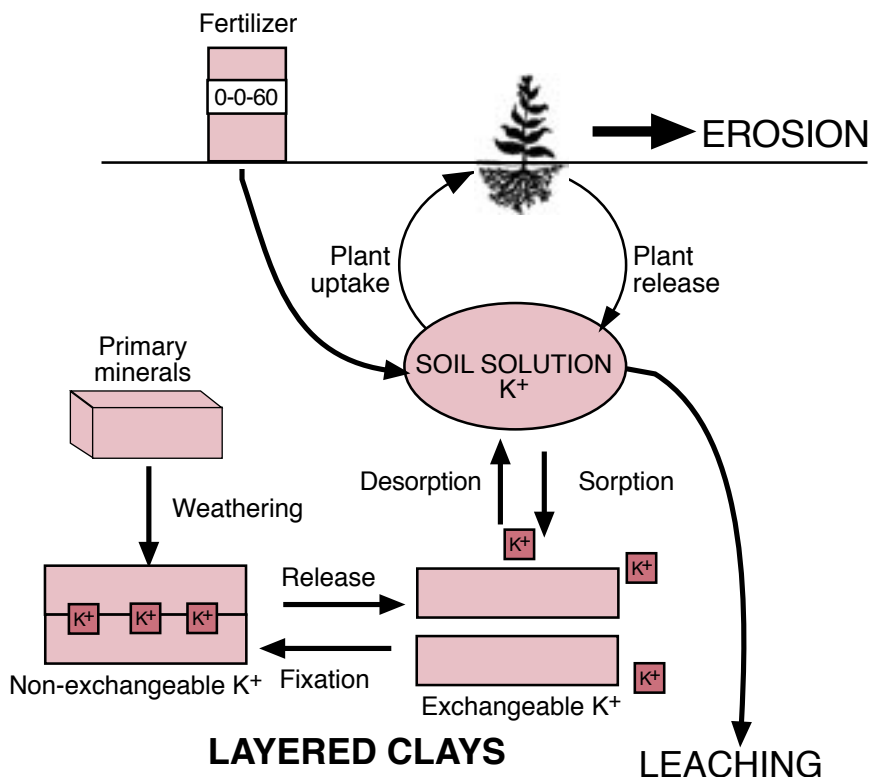 Fertilizer
0-0-60
EROSION
Plant
uptake
Plant
release
Primary
minerals
SOIL SOLUTION
K+
Desorption
Sorption
Weathering
K+
K+
Release
K+ K+ K+
K+
Non-exchangeable K+
Fixation
Exchangeable K+
LAYERED CLAYS
LEACHING